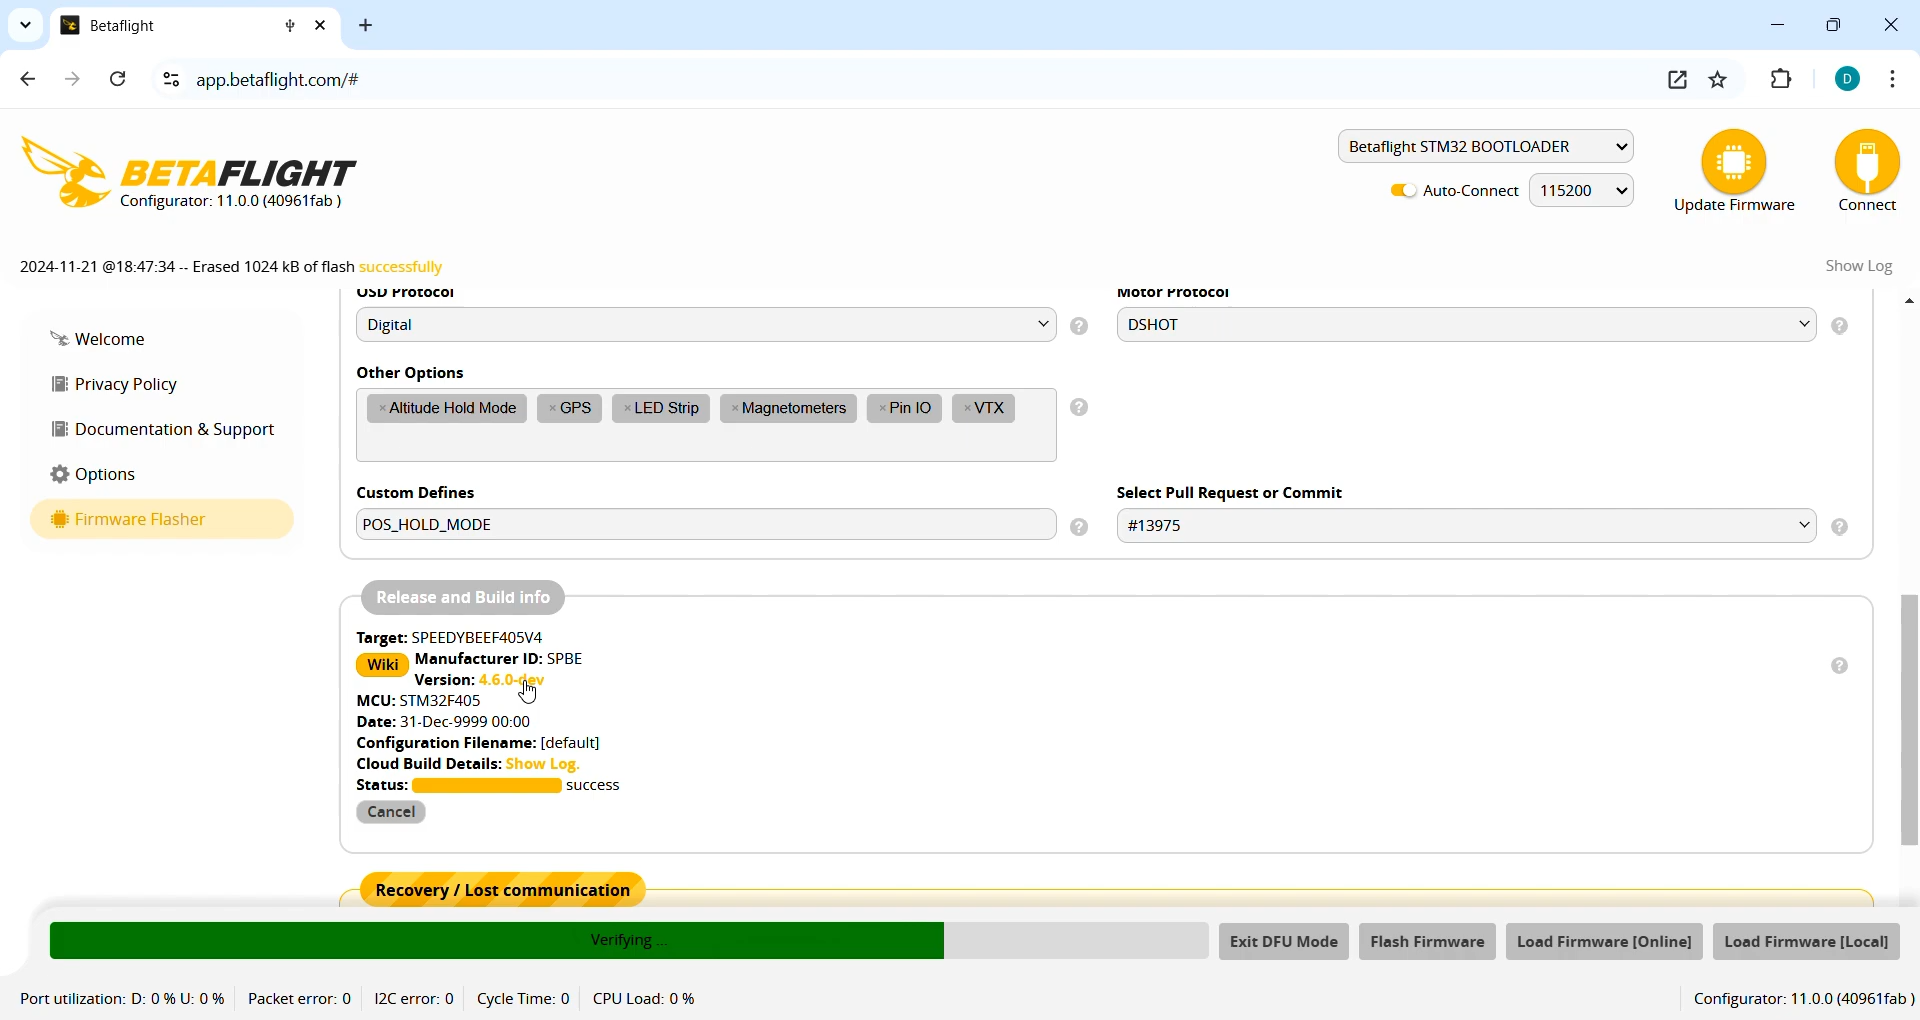 Betaflight
app.betaflight.com/#
D
BETAFLIGHT
Configurator: 11.0.0 (40961fab )
Betaflight STM32 BOOTLOADER
Auto-Connect
115200
Update Firmware
Connect
2024-11-21 @18:47:34 -- Erased 1024 kB of flash successfully
Show Log
Welcome
Privacy Policy
Documentation & Support
Options
Firmware Flasher
OSD Protocol
Motor Protocol
Digital
?
DSHOT
?
Other Options
×Altitude Hold Mode ×GPS ×LED Strip ×Magnetometers ×Pin IO ×VTX
?
Custom Defines
Select Pull Request or Commit
POS_HOLD_MODE
?
#13975
?
Release and Build info
Target: SPEEDYBEEF405V4
Wiki
Manufacturer ID: SPBE
?
Version: 4.6.0-dev
MCU: STM32F405
Date: 31-Dec-9999 00:00
Configuration Filename: [default]
Cloud Build Details: Show Log.
Status: success
Cancel
Recovery / Lost communication
Verifying ...
Exit DFU Mode
Flash Firmware
Load Firmware [Online]
Load Firmware [Local]
Port utilization: D: 0 % U: 0 %
Packet error: 0
I2C error: 0
Cycle Time: 0
CPU Load: 0 %
Configurator: 11.0.0 (40961fab )